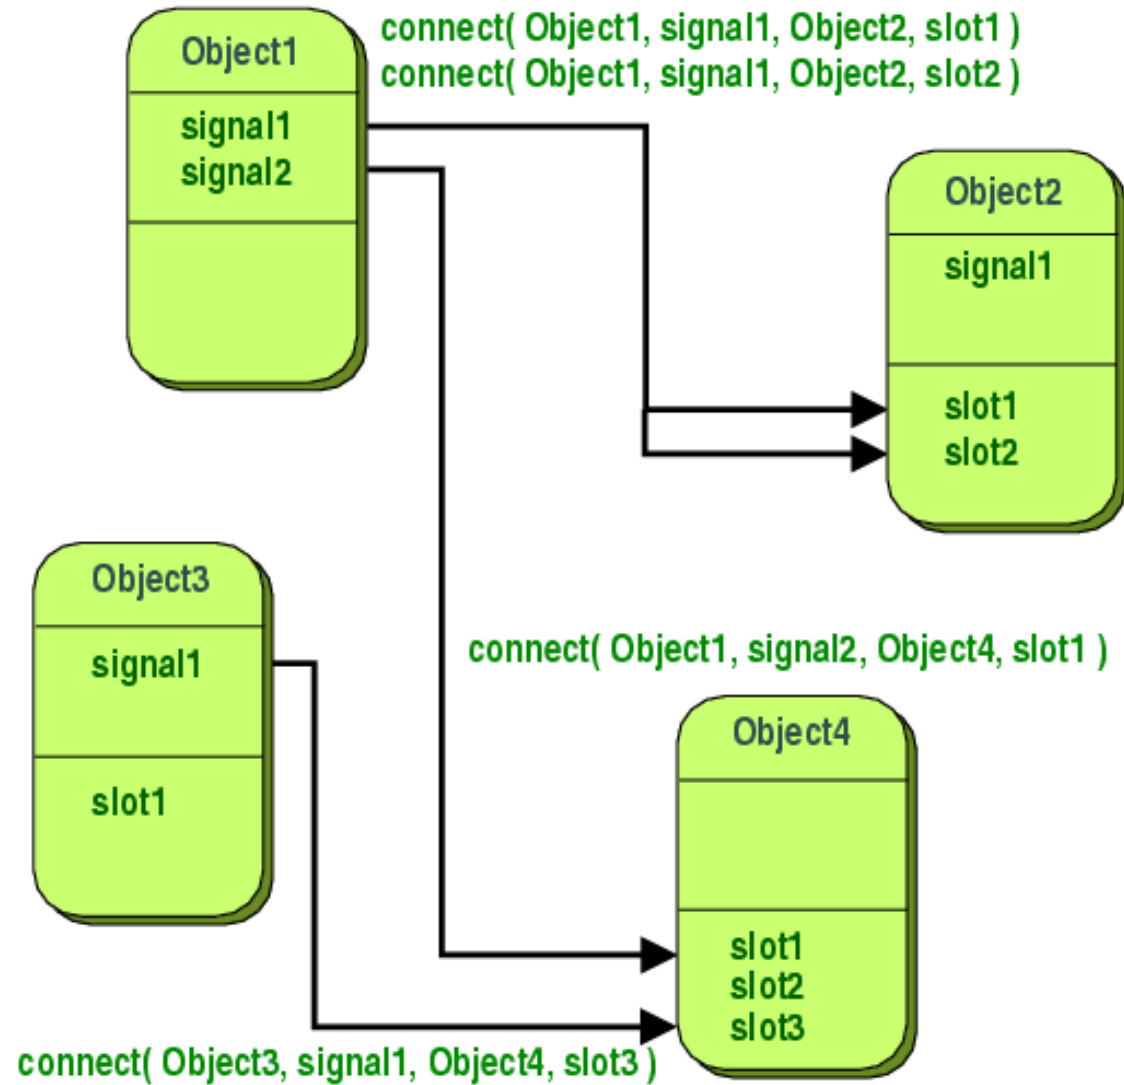 connect( Object1, signal1, Object2, slot1 )
connect( Object1, signal1, Object2, slot2 )
Object1
signal1
signal2
Object2
signal1
slot1
slot2
Object3
signal1
slot1
connect( Object1, signal2, Object4, slot1 )
Object4
slot1
slot2
slot3
connect( Object3, signal1, Object4, slot3 )